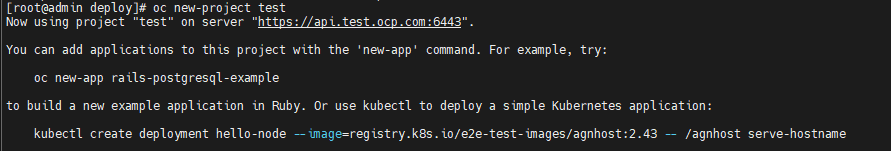 [root@admin deploy]# oc new-project test
Now using project "test" on server "https://api.test.ocp.com:6443".
You can add applications to this project with the 'new-app' command. For example, try:
oc new-app rails-postgresql-example
to build a new example application in Ruby. Or use kubectl to deploy a simple Kubernetes application:
kubectl create deployment hello-node --image=registry.k8s.io/e2e-test-images/agnhost:2.43 -- /agnhost serve-hostname